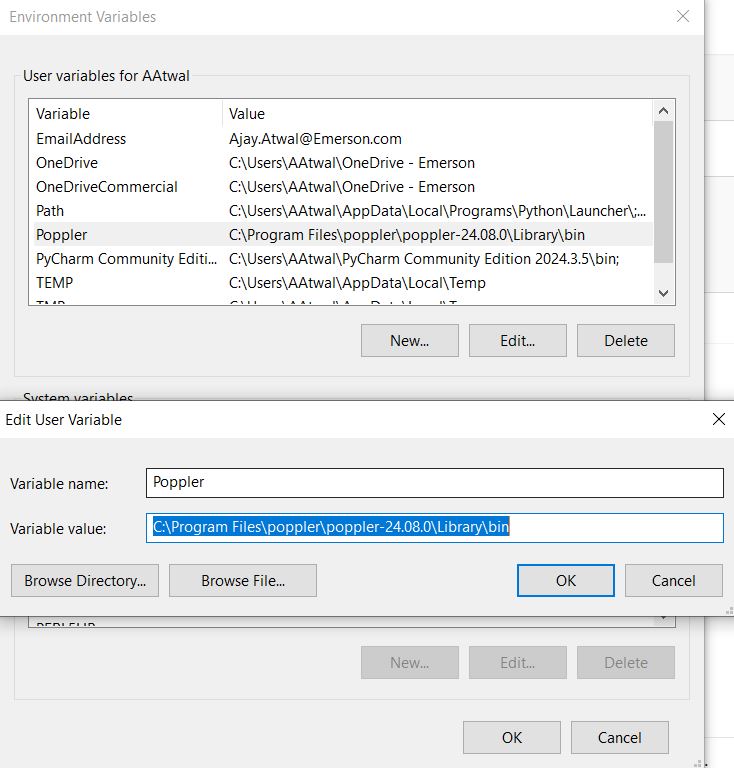 Environment Variables
User variables for AAtwal
Variable Value
EmailAddress Ajay.Atwal@Emerson.com
OneDrive C:\Users\AAtwal\OneDrive - Emerson
OneDriveCommercial C:\Users\AAtwal\OneDrive - Emerson
Path C:\Users\AAtwal\AppData\Local\Programs\Python\Launcher\;...
Poppler C:\Program Files\poppler\poppler-24.08.0\Library\bin
PyCharm Community Editi... C:\Users\AAtwal\PyCharm Community Edition 2024.3.5\bin;
TEMP C:\Users\AAtwal\AppData\Local\Temp
New... Edit... Delete
System variables
Edit User Variable
Variable name: Poppler
Variable value: C:\Program Files\poppler\poppler-24.08.0\Library\bin
Browse Directory... Browse File... OK Cancel
New... Edit... Delete
OK Cancel